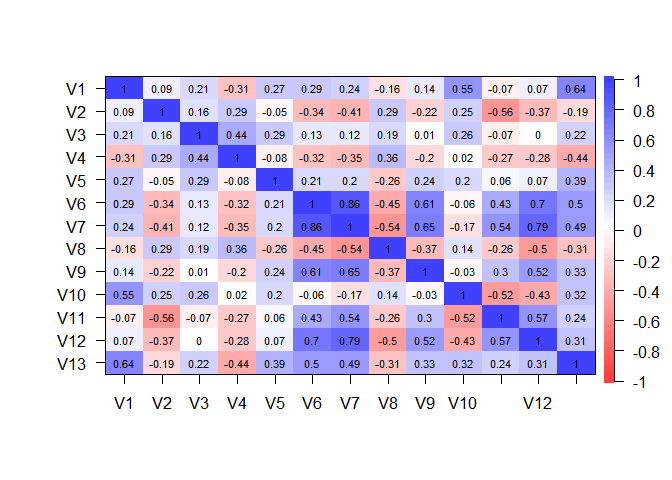 V1 1 0.09 0.21 -0.31 0.27 0.29 0.24 -0.16 0.14 0.55 -0.07 0.07 0.64 1
V2 0.09 1 0.16 0.29 -0.05 -0.34 -0.41 0.29 -0.22 0.25 -0.56 -0.37 -0.19 0.8
V3 0.21 0.16 1 0.44 0.29 0.13 0.12 0.19 0.01 0.26 -0.07 0 0.22 0.6
V4 -0.31 0.29 0.44 1 -0.08 -0.32 -0.35 0.36 -0.2 0.02 -0.27 -0.28 -0.44 0.4
V5 0.27 -0.05 0.29 -0.08 1 0.21 0.2 -0.26 0.24 0.2 0.06 0.07 0.39 0.2
V6 0.29 -0.34 0.13 -0.32 0.21 1 0.86 -0.45 0.61 -0.06 0.43 0.7 0.5
V7 0.24 -0.41 0.12 -0.35 0.2 0.86 1 -0.54 0.65 -0.17 0.54 0.79 0.49 0
V8 -0.16 0.29 0.19 0.36 -0.26 -0.45 -0.54 1 -0.37 0.14 -0.26 -0.5 -0.31 -0.2
V9 0.14 -0.22 0.01 -0.2 0.24 0.61 0.65 -0.37 1 -0.03 0.3 0.52 0.33 -0.4
V10 0.55 0.25 0.26 0.02 0.2 -0.06 -0.17 0.14 -0.03 1 -0.52 -0.43 0.32
V11 -0.07 -0.56 -0.07 -0.27 0.06 0.43 0.54 -0.26 0.3 -0.52 1 0.57 0.24 -0.6
V12 0.07 -0.37 0 -0.28 0.07 0.7 0.79 -0.5 0.52 -0.43 0.57 1 0.31 -0.8
V13 0.64 -0.19 0.22 -0.44 0.39 0.5 0.49 -0.31 0.33 0.32 0.24 0.31 1 -1
V1 V2 V3 V4 V5 V6 V7 V8 V9 V10 V12